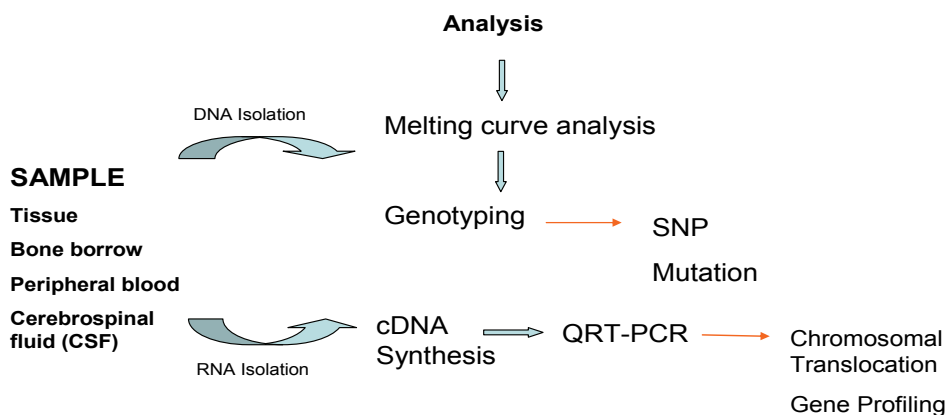 Analysis
DNA Isolation
Melting curve analysis
SAMPLE
Tissue
Genotyping
SNP
Bone borrow
Mutation
Peripheral blood
Cerebrospinal
fluid (CSF)
cDNA
Synthesis
QRT-PCR
Chromosomal
Translocation
RNA Isolation
Gene Profiling